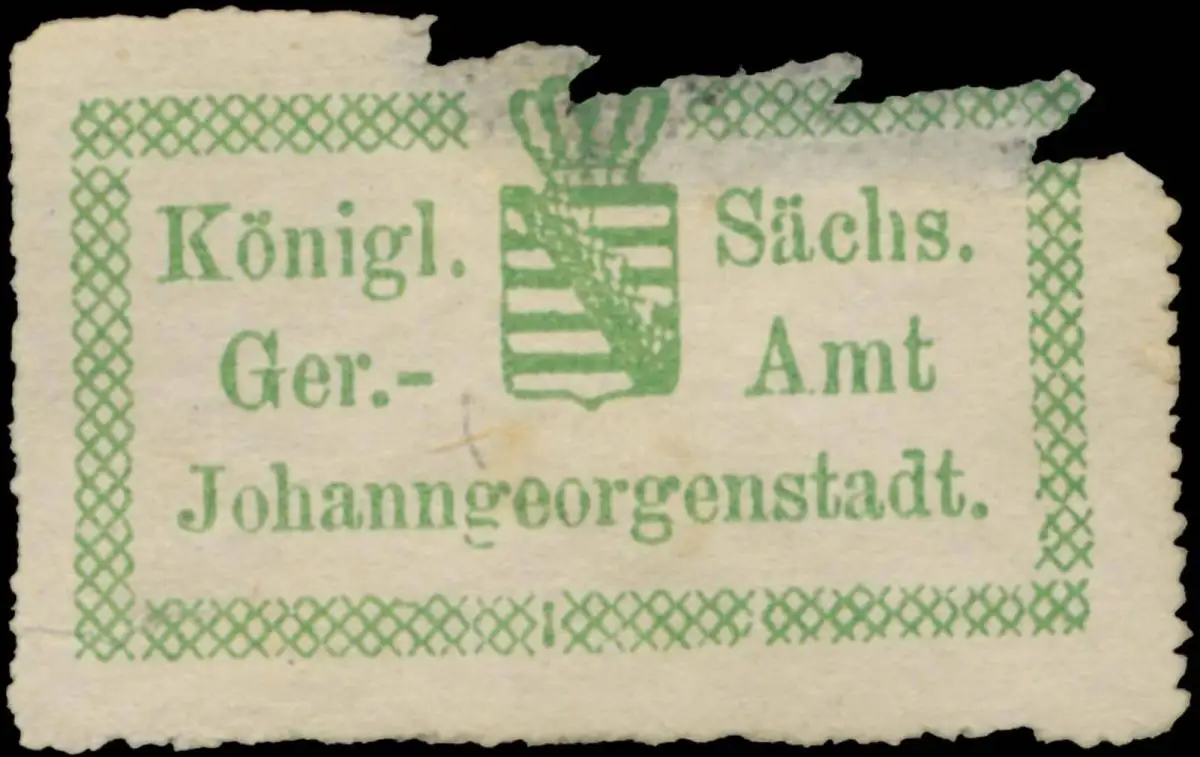 Königl. Sächs.
Ger.- Amt
Johanngeorgenstadt.